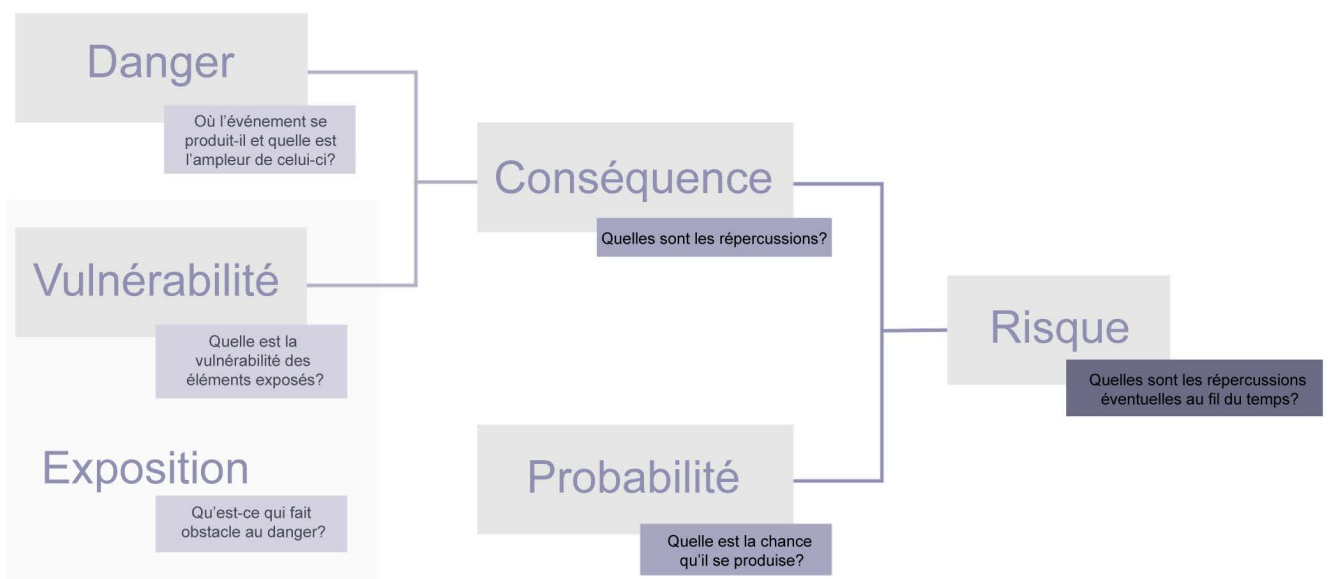 Danger
Où l'événement se
produit-il et quelle est
l'ampleur de celui-ci?
Vulnérabilité
Quelle est la
vulnérabilité des
éléments exposés?
Exposition
Qu'est-ce qui fait
obstacle au danger?
Conséquence
Quelles sont les répercussions?
Probabilité
Quelle est la chance
qu'il se produise?
Risque
Quelles sont les répercussions
éventuelles au fil du temps?